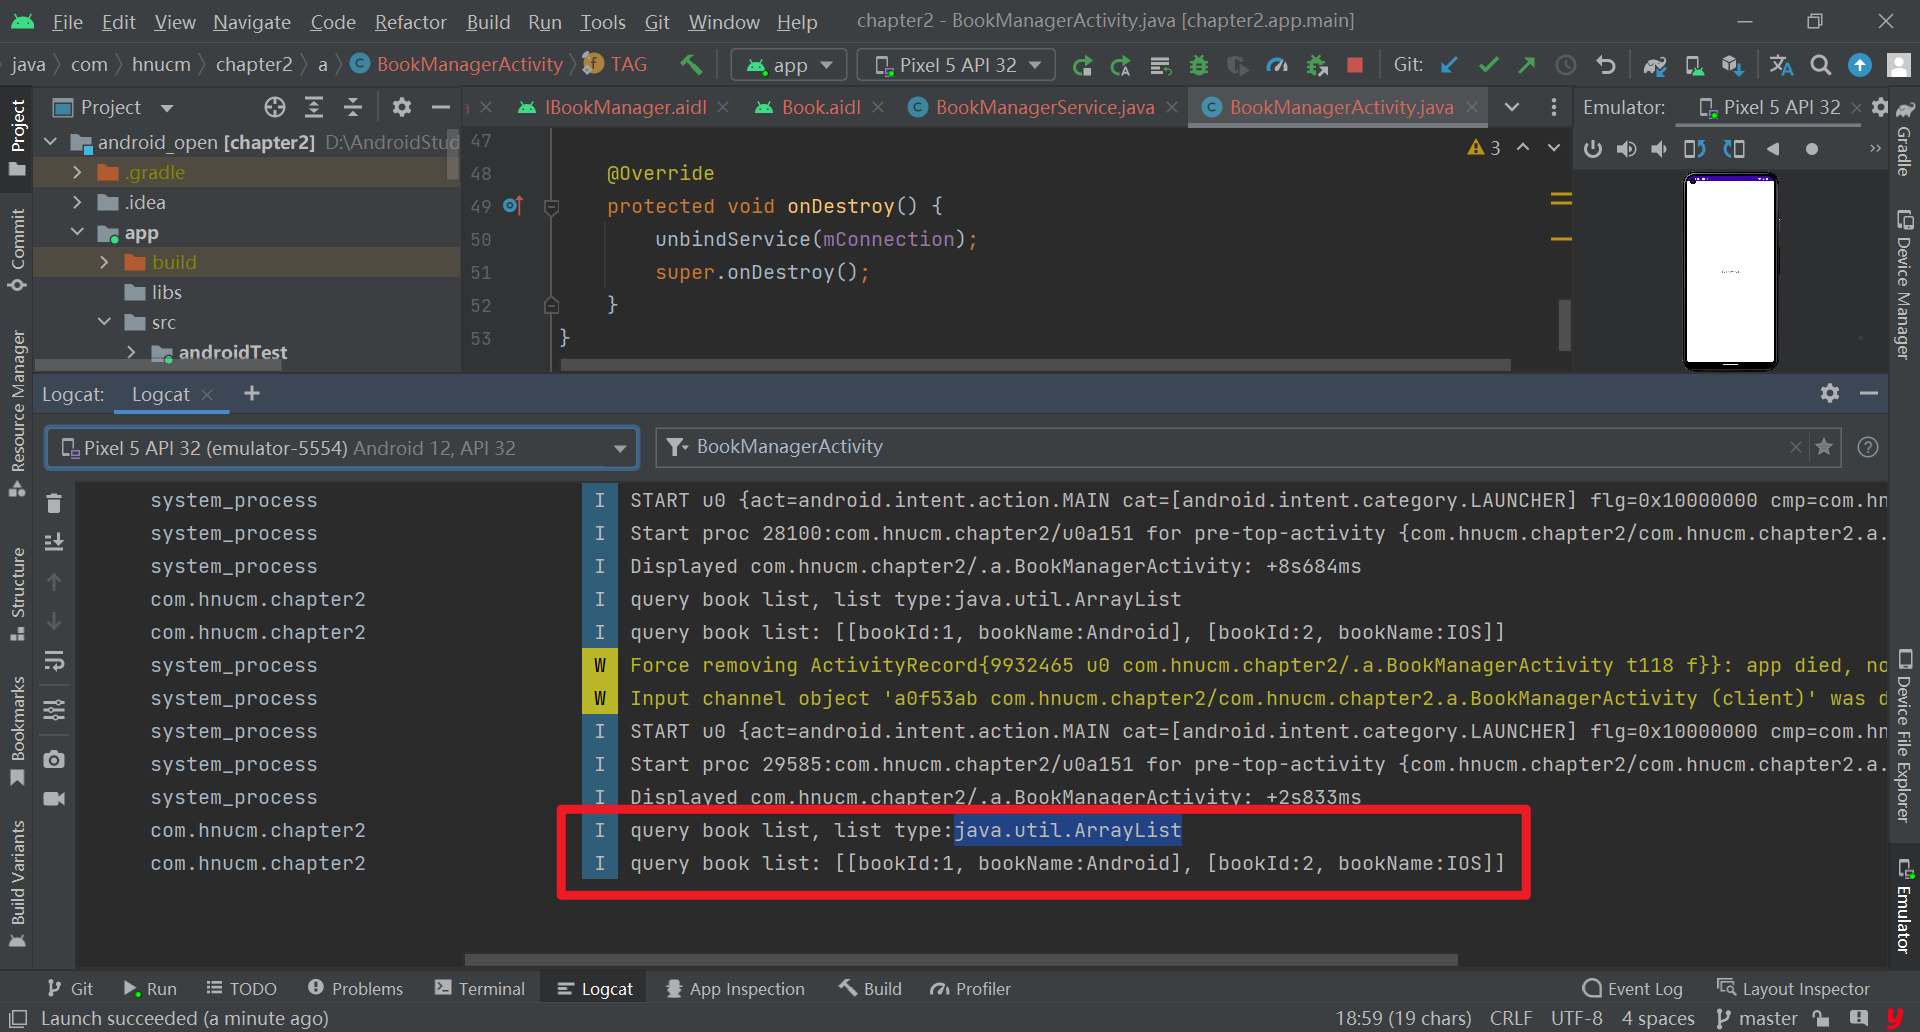 File Edit View Navigate Code Refactor Build Run Tools Git Window Help chapter2 - BookManagerActivity.java [chapter2.app.main]
java com hnucm chapter2 a C BookManagerActivity f TAG app Pixel 5 API 32 Git:
Project
IBookManager.aidl Book.aidl C BookManagerService.java C BookManagerActivity.java
Emulator: Pixel 5 API 32
android_open [chapter2] D:\AndroidStud
.gradle
.idea
app
build
libs
src
androidTest
47
48 @Override
49 protected void onDestroy() {
50 unbindService(mConnection);
51 super.onDestroy();
52 }
53 }
3
Project
Commit
Resource Manager
Structure
Bookmarks
Build Variants
Gradle
Device Manager
Device File Explorer
Emulator
Logcat: Logcat
Pixel 5 API 32 (emulator-5554) Android 12, API 32 BookManagerActivity
system_process I START u0 {act=android.intent.action.MAIN cat=[android.intent.category.LAUNCHER] flg=0x10000000 cmp=com.hn
system_process I Start proc 28100:com.hnucm.chapter2/u0a151 for pre-top-activity {com.hnucm.chapter2/com.hnucm.chapter2.a.
system_process I Displayed com.hnucm.chapter2/.a.BookManagerActivity: +8s684ms
com.hnucm.chapter2 I query book list, list type:java.util.ArrayList
com.hnucm.chapter2 I query book list: [[bookId:1, bookName:Android], [bookId:2, bookName:IOS]]
system_process W Force removing ActivityRecord{9932465 u0 com.hnucm.chapter2/.a.BookManagerActivity t118 f}}: app died, no
system_process W Input channel object 'a0f53ab com.hnucm.chapter2/com.hnucm.chapter2.a.BookManagerActivity (client)' was d
system_process I START u0 {act=android.intent.action.MAIN cat=[android.intent.category.LAUNCHER] flg=0x10000000 cmp=com.hn
system_process I Start proc 29585:com.hnucm.chapter2/u0a151 for pre-top-activity {com.hnucm.chapter2/com.hnucm.chapter2.a.
system_process I Displayed com.hnucm.chapter2/.a.BookManagerActivity: +2s833ms
com.hnucm.chapter2 I query book list, list type:java.util.ArrayList
com.hnucm.chapter2 I query book list: [[bookId:1, bookName:Android], [bookId:2, bookName:IOS]]
Git Run TODO Problems Terminal Logcat App Inspection Build Profiler Event Log Layout Inspector
Launch succeeded (a minute ago) 18:59 (19 chars) CRLF UTF-8 4 spaces master